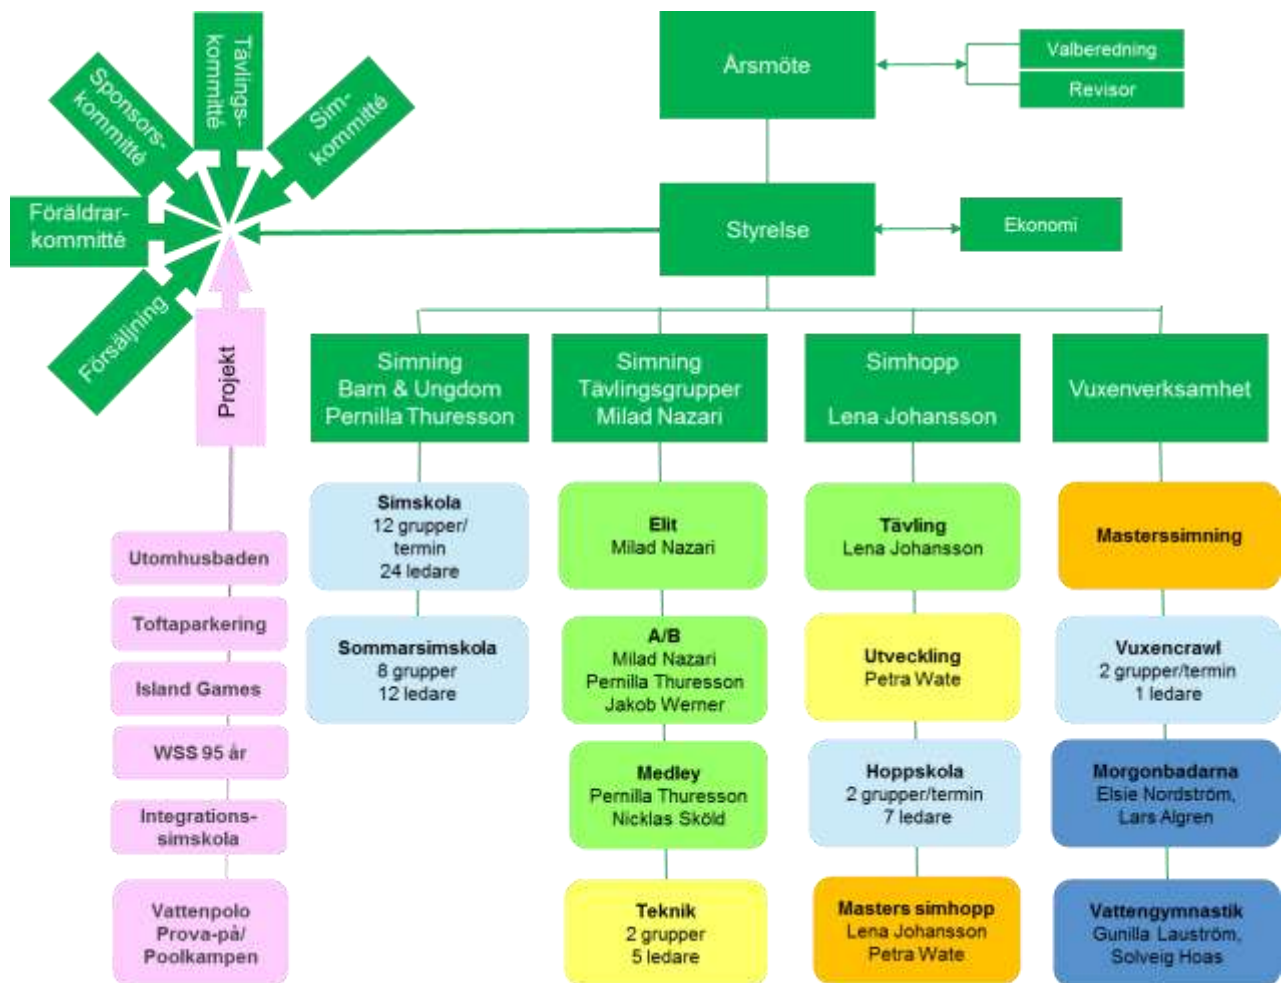 Tävlings-
kommitté
Sponsors-
kommitté
Sim-
kommitté
Föräldrar-
kommitté
Försäljning
Projekt
Årsmöte
Valberedning
Revisor
Styrelse
Ekonomi
Simning
Barn & Ungdom
Pernilla Thuresson
Simning
Tävlingsgrupper
Milad Nazari
Simhopp
Lena Johansson
Vuxenverksamhet
Utomhusbaden
Toftaparkering
Island Games
WSS 95 år
Integrations-
simskola
Vattenpolo
Prova-på/
Poolkampen
Simskola
12 grupper/
termin
24 ledare
Sommarsimskola
8 grupper
12 ledare
Elit
Milad Nazari
A/B
Milad Nazari
Pernilla Thuresson
Jakob Werner
Medley
Pernilla Thuresson
Nicklas Sköld
Teknik
2 grupper
5 ledare
Tävling
Lena Johansson
Utveckling
Petra Wate
Hoppskola
2 grupper/termin
7 ledare
Masters simhopp
Lena Johansson
Petra Wate
Masterssimning
Vuxencrawl
2 grupper/termin
1 ledare
Morgonbadarna
Elsie Nordström,
Lars Algren
Vattengymnastik
Gunilla Lauström,
Solveig Hoas